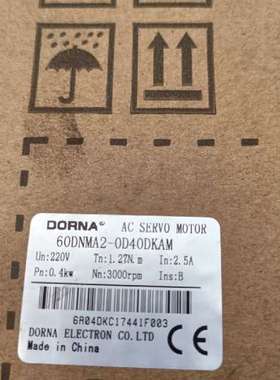 DORNA® AC SERVO MOTOR
60DNMA2-0D40DKAM
Un:220V Tn:1.27N.m In:2.5A
Pn:0.4kw Nn:3000rpm Ins:B
6A04DKC17441F003
DORNA ELECTRON CO.LTD
Made in China
CE